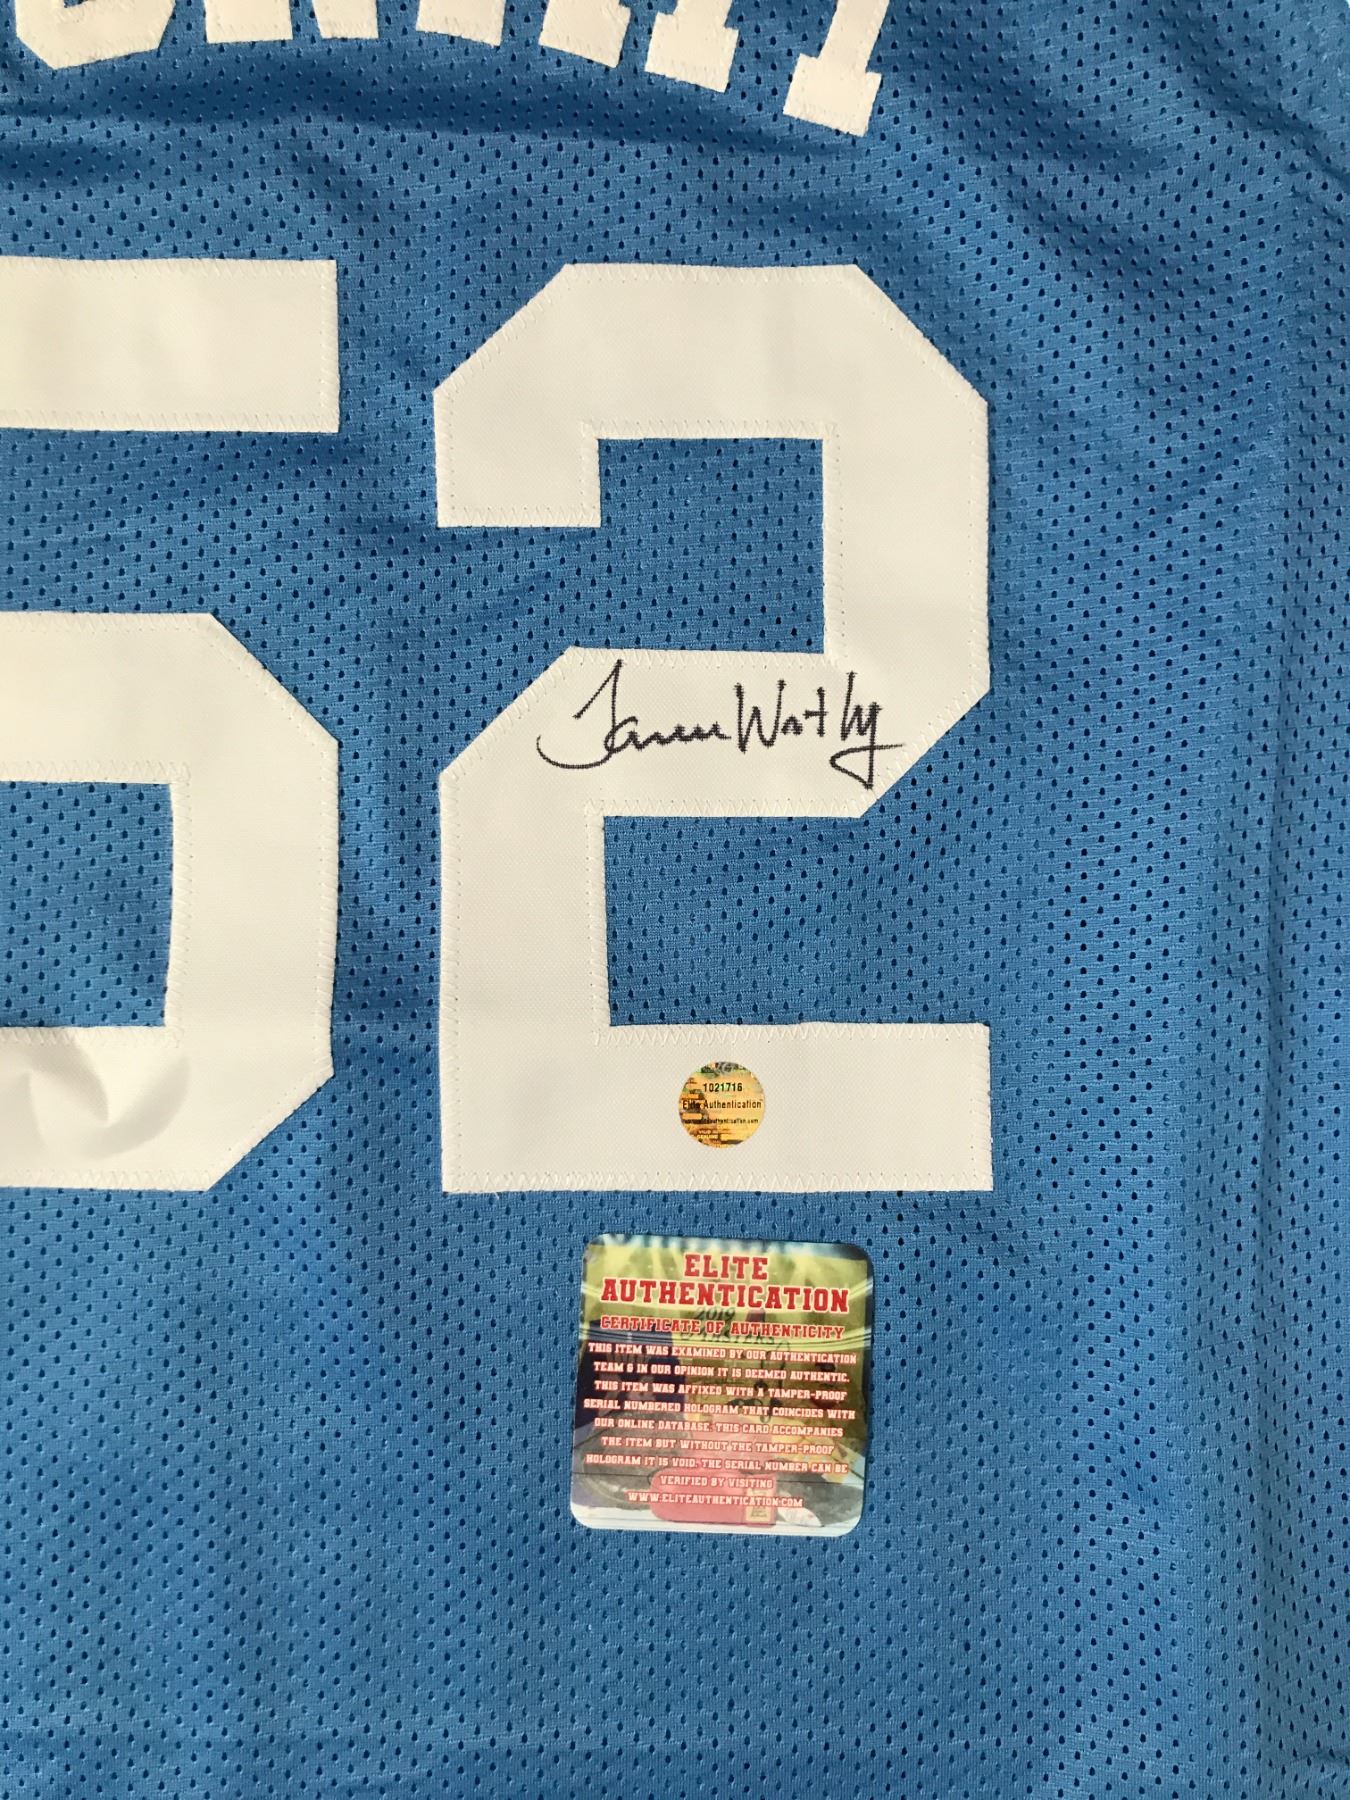 52
James Worthy
1021716
Elite Authentication
ELITE
AUTHENTICATION
CERTIFICATE OF AUTHENTICITY
THIS ITEM WAS EXAMINED BY OUR AUTHENTICATION
TEAM & IN OUR OPINION IT IS DEEMED AUTHENTIC.
THIS ITEM WAS AFFIXED WITH A TAMPER-PROOF
SERIAL NUMBERED HOLOGRAM THAT COINCIDES WITH
OUR ONLINE DATABASE. THIS CARD ACCOMPANIES
THE ITEM BUT WITHOUT THE TAMPER-PROOF
HOLOGRAM IT IS VOID. THE SERIAL NUMBER CAN BE
VERIFIED BY VISITING
WWW.ELITEAUTHENTICATION.COM